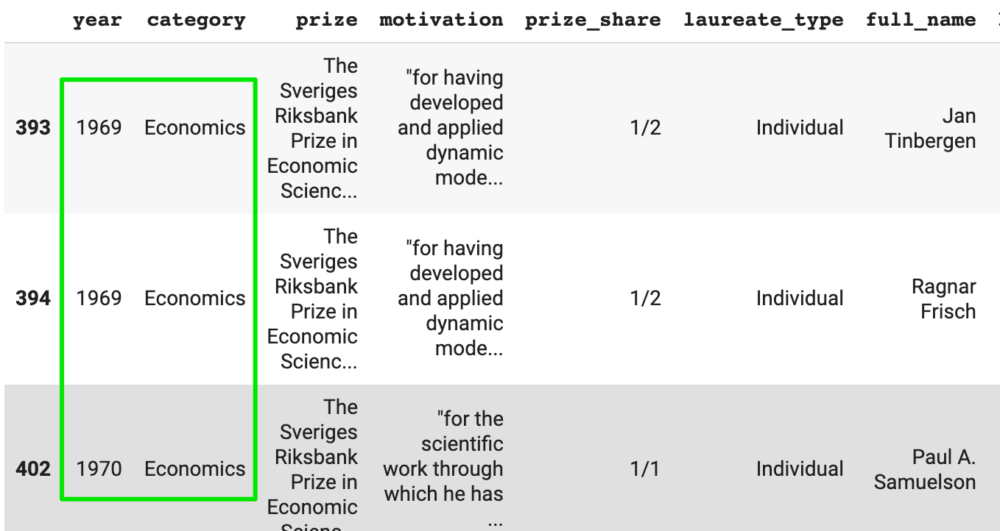 year category prize motivation prize_share laureate_type full_name
393 1969 Economics The Sveriges Riksbank Prize in Economic Scienc... "for having developed and applied dynamic mode... 1/2 Individual Jan Tinbergen
394 1969 Economics The Sveriges Riksbank Prize in Economic Scienc... "for having developed and applied dynamic mode... 1/2 Individual Ragnar Frisch
402 1970 Economics The Sveriges Riksbank Prize in Economic Scienc... "for the scientific work through which he has ... 1/1 Individual Paul A. Samuelson